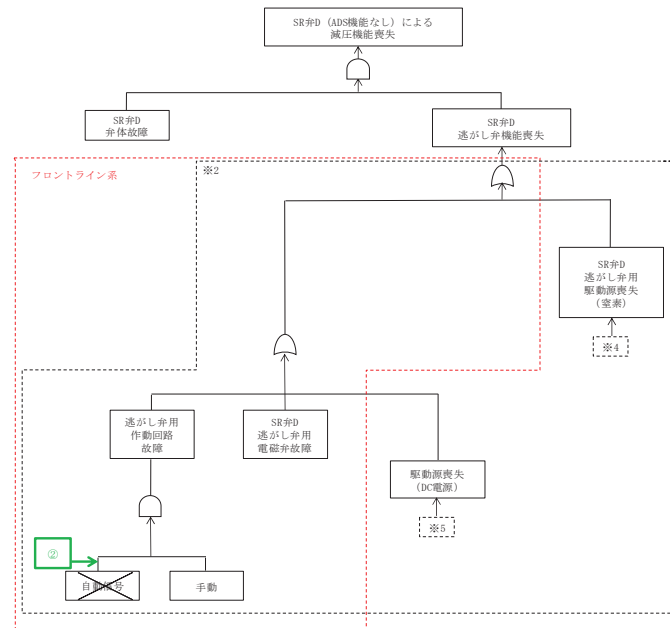 SR弁D（ADS機能なし）による
減圧機能喪失
SR弁D
弁体故障
SR弁D
逃がし弁機能喪失
フロントライン系
※2
SR弁D
逃がし弁用
駆動源喪失
(窒素)
※4
逃がし弁用
作動回路
故障
SR弁D
逃がし弁用
電磁弁故障
駆動源喪失
(DC電源)
※5
②
自動信号
手動